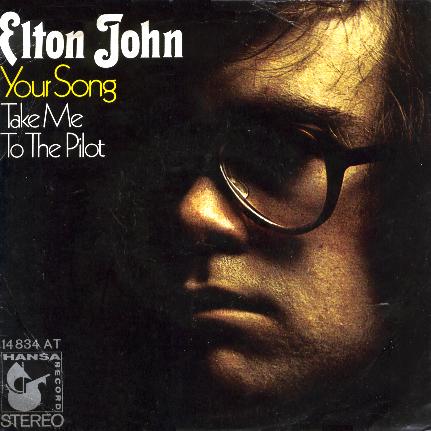 Elton John
Your Song
Take Me
To The Pilot
14 834 AT
HANSA
RECORD
STEREO